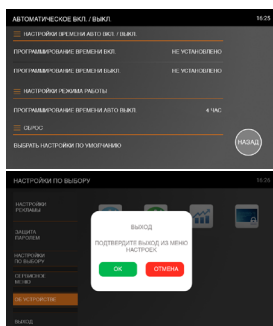 АВТОМАТИЧЕСКОЕ ВКЛ. / ВЫКЛ.
16:25
НАСТРОЙКИ ВРЕМЕНИ АВТО ВКЛ. / ВЫКЛ.
ПРОГРАММИРОВАНИЕ ВРЕМЕНИ ВКЛ.
НЕ УСТАНОВЛЕНО
ПРОГРАММИРОВАНИЕ ВРЕМЕНИ ВЫКЛ.
НЕ УСТАНОВЛЕНО
НАСТРОЙКИ РЕЖИМА РАБОТЫ
ПРОГРАММИРОВАНИЕ ВРЕМЕНИ АВТО ВЫКЛ.
4 ЧАС
СБРОС
ВЫБРАТЬ НАСТРОЙКИ ПО УМОЛЧАНИЮ
НАЗАД
НАСТРОЙКИ ПО ВЫБОРУ
16:26
НАСТРОЙКИ
РЕКЛАМЫ
ЗАЩИТА
ПАРОЛЕМ
НАСТРОЙКИ
ПО ВЫБОРУ
СЕРВИСНОЕ
МЕНЮ
ОБ УСТРОЙСТВЕ
ВЫХОД
ВЫХОД
ПОДТВЕРДИТЕ ВЫХОД ИЗ МЕНЮ
НАСТРОЕК
ОК
ОТМЕНА